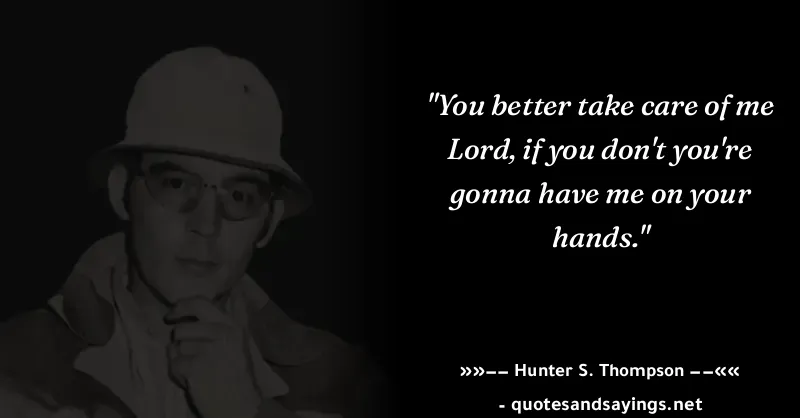 "You better take care of me
Lord, if you don't you're
gonna have me on your
hands."
»»–– Hunter S. Thompson ––««
- quotesandsayings.net